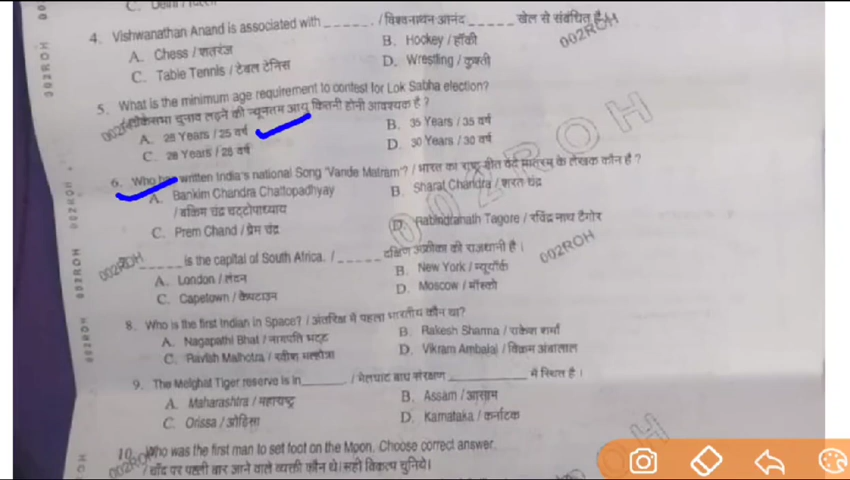 C. Delhi /
4. Vishwanathan Anand is associated with ______ . / विश्वनाथन आनंद ______ खेल से संबंधित है।
A. Chess / शतरंज
B. Hockey / हॉकी
C. Table Tennis / टेबल टेनिस
D. Wrestling / कुश्ती
002ROH
5. What is the minimum age requirement to contest for Lok Sabha election?
लोकसभा चुनाव लढ़ने की न्यूनतम आयु कितनी होनी आवश्यक है ?
A. 25 Years / 25 वर्ष
B. 35 Years / 35 वर्ष
C. 28 Years / 28 वर्ष
D. 30 Years / 30 वर्ष
6. Who has written India's national Song 'Vande Matram'? / भारत का राष्ट्र गीत वंदे मातरम् के लेखक कौन है ?
A. Bankim Chandra Chattopadhyay
/ बंकिम चंद्र चट्टोपाध्याय
B. Sharat Chandra / शरत चंद्र
C. Prem Chand / प्रेम चंद्र
D. Rabindranath Tagore / रविंद्र नाथ टैगोर
002ROH
7. ______ is the capital of South Africa. / ______ दक्षिण अफ्रीका की राजधानी है।
A. London / लंदन
B. New York / न्यूयॉर्क
C. Capetown / केपटाउन
D. Moscow / मॉस्को
002ROH
8. Who is the first Indian in Space? / अंतरिक्ष में पहला भारतीय कौन था?
A. Nagapathi Bhat / नागपति भट्ट
B. Rakesh Sharma / राकेश शर्मा
C. Ravish Malhotra / रवीश मल्होत्रा
D. Vikram Ambalal / विक्रम अंबालाल
9. The Melghat Tiger reserve is in______. / मेलघाट बाघ संरक्षण ______ में स्थित है।
A. Maharashtra / महाराष्ट्र
B. Assam / आसाम
C. Orissa / ओडिसा
D. Karnataka / कर्नाटक
10. Who was the first man to set foot on the Moon. Choose correct answer.
चाँद पर पहली बार आने वाले व्यक्ती कौन थे। सही विकल्प चुनिये।
002ROH